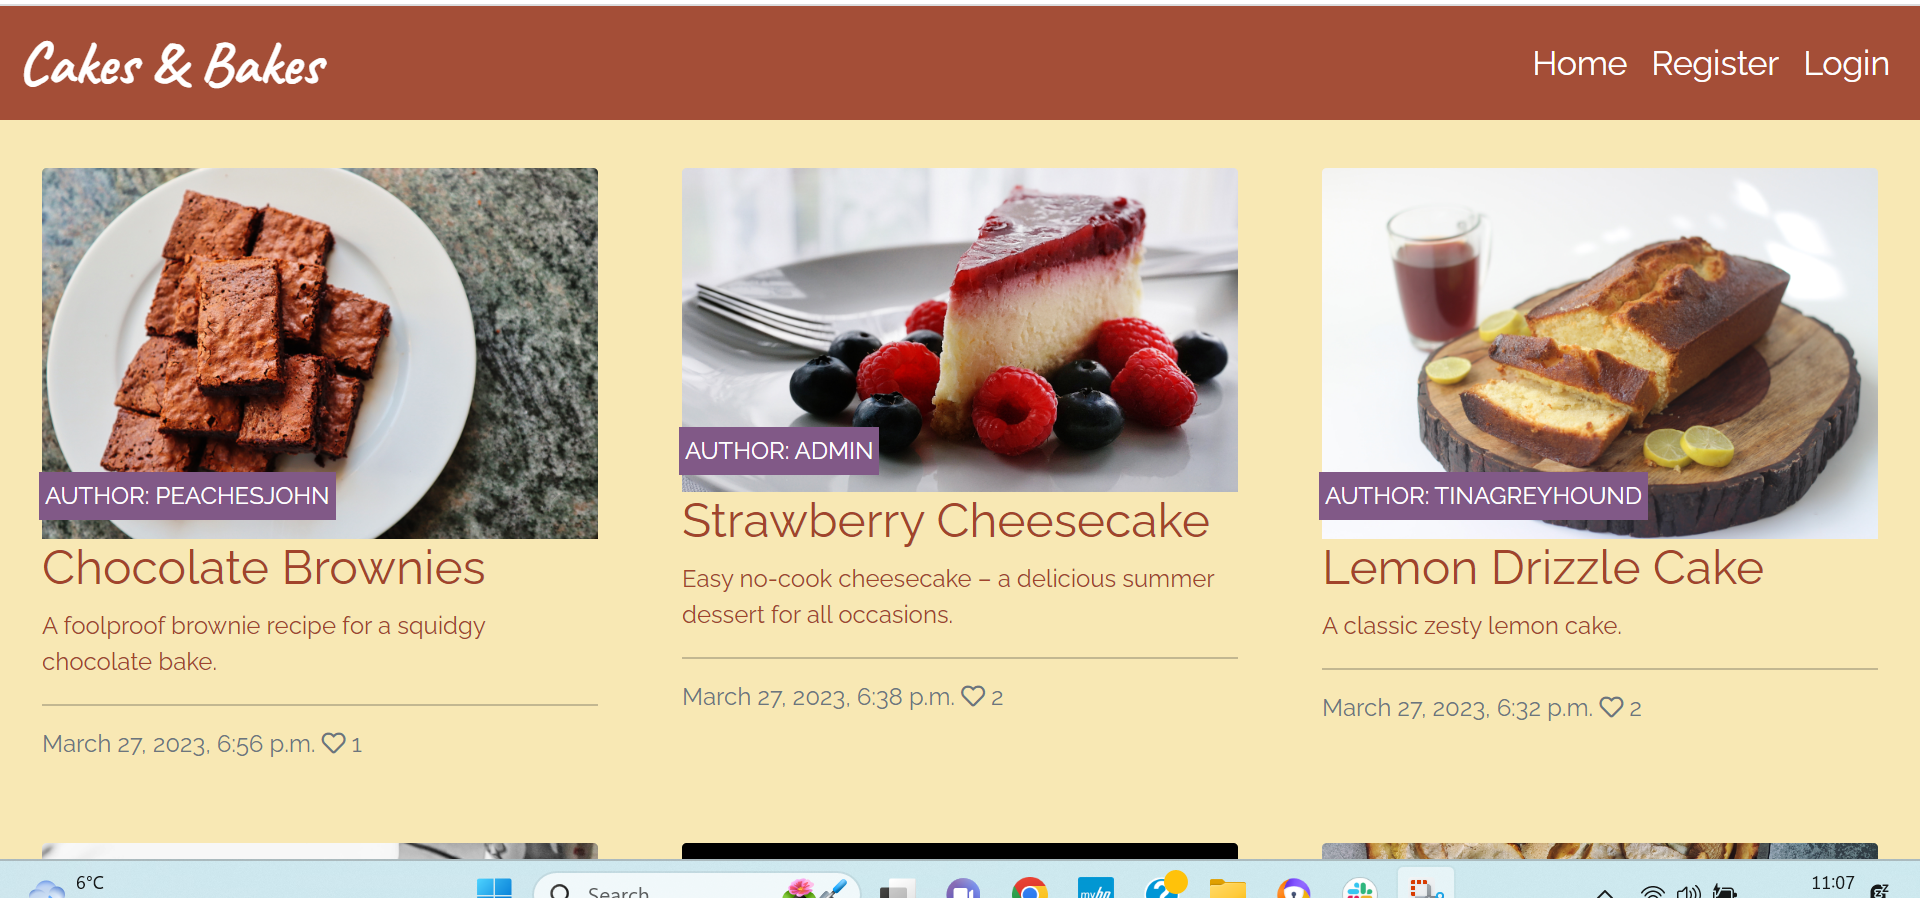 Cakes & Bakes
Home Register Login
AUTHOR: PEACHESJOHN
Chocolate Brownies
A foolproof brownie recipe for a squidgy
chocolate bake.
March 27, 2023, 6:56 p.m. 1
AUTHOR: ADMIN
Strawberry Cheesecake
Easy no-cook cheesecake – a delicious summer
dessert for all occasions.
March 27, 2023, 6:38 p.m. 2
AUTHOR: TINAGREYHOUND
Lemon Drizzle Cake
A classic zesty lemon cake.
March 27, 2023, 6:32 p.m. 2
6°C
Search
myhp
11:07